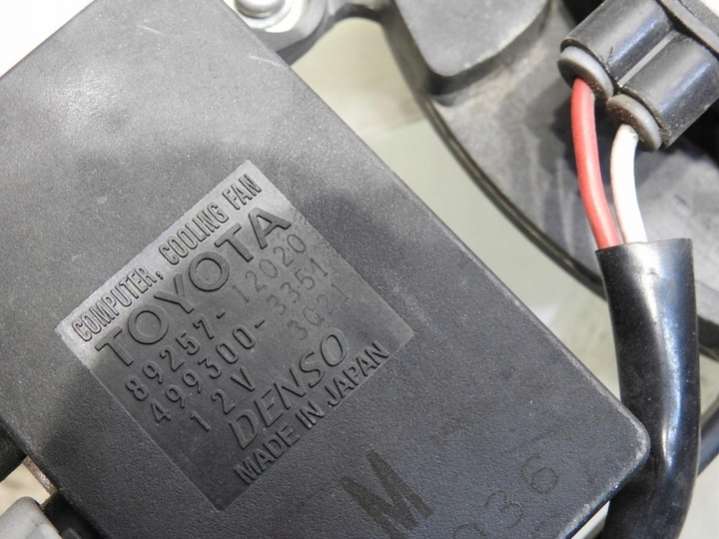 COMPUTER, COOLING FAN
TOYOTA
89257-12020
499300-3351
12V
DENSO
MADE IN JAPAN
M